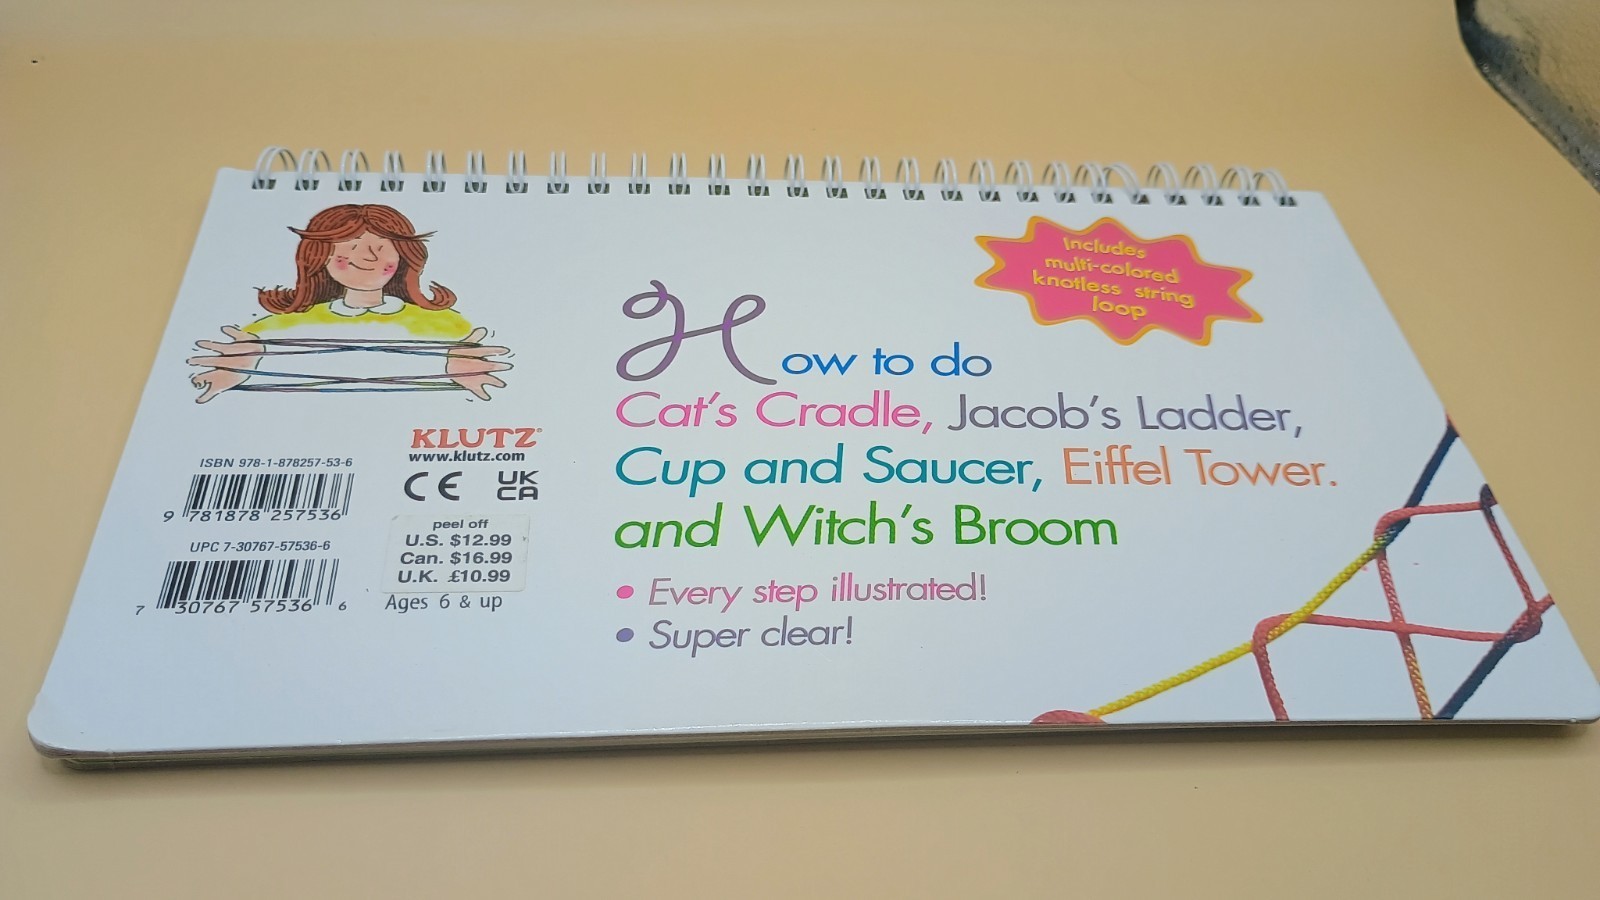 Includes
multi-colored
knotless string
loop
How to do
Cat's Cradle, Jacob's Ladder,
Cup and Saucer, Eiffel Tower.
and Witch's Broom
• Every step illustrated!
• Super clear!
KLUTZ®
www.klutz.com
CE UK
CA
ISBN 978-1-878257-53-6
9 781878 257536
UPC 7-30767-57536-6
7 30767 57536 6
peel off
U.S. $12.99
Can. $16.99
U.K. £10.99
Ages 6 & up